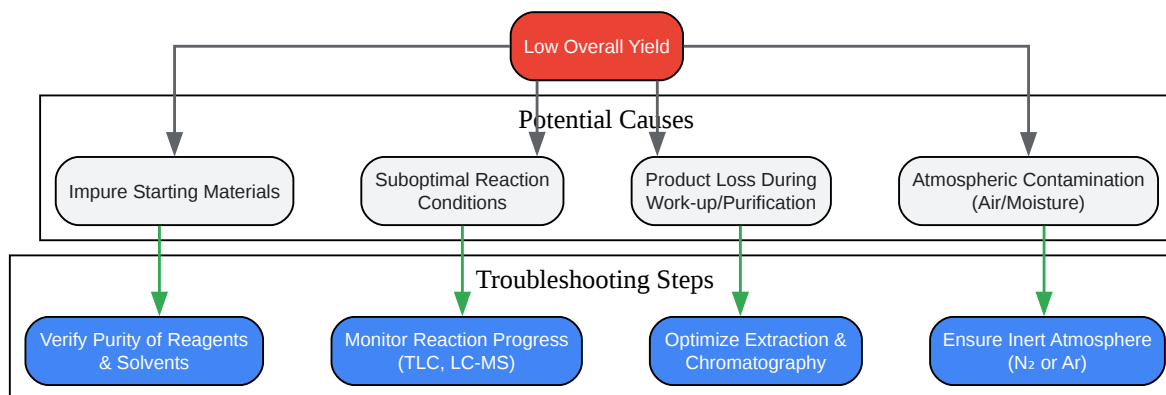 Low Overall Yield
Potential Causes
Impure Starting Materials
Suboptimal Reaction
Conditions
Product Loss During
Work-up/Purification
Atmospheric Contamination
(Air/Moisture)
Troubleshooting Steps
Verify Purity of Reagents
& Solvents
Monitor Reaction Progress
(TLC, LC-MS)
Optimize Extraction &
Chromatography
Ensure Inert Atmosphere
(N₂ or Ar)